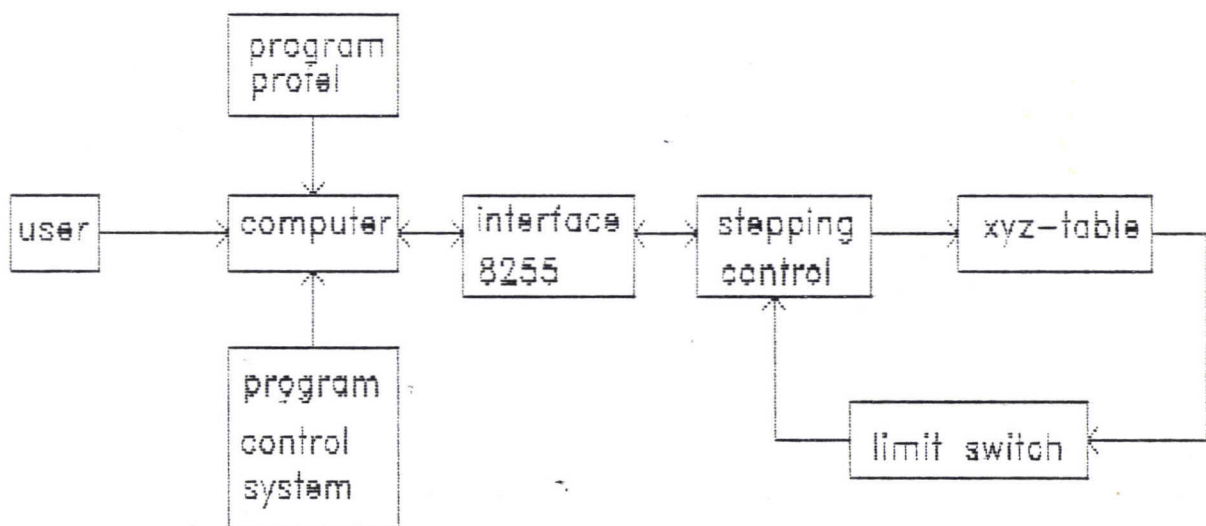 program
protel
user
computer
interface
8255
stepping
control
xyz-table
program
control
system
limit switch